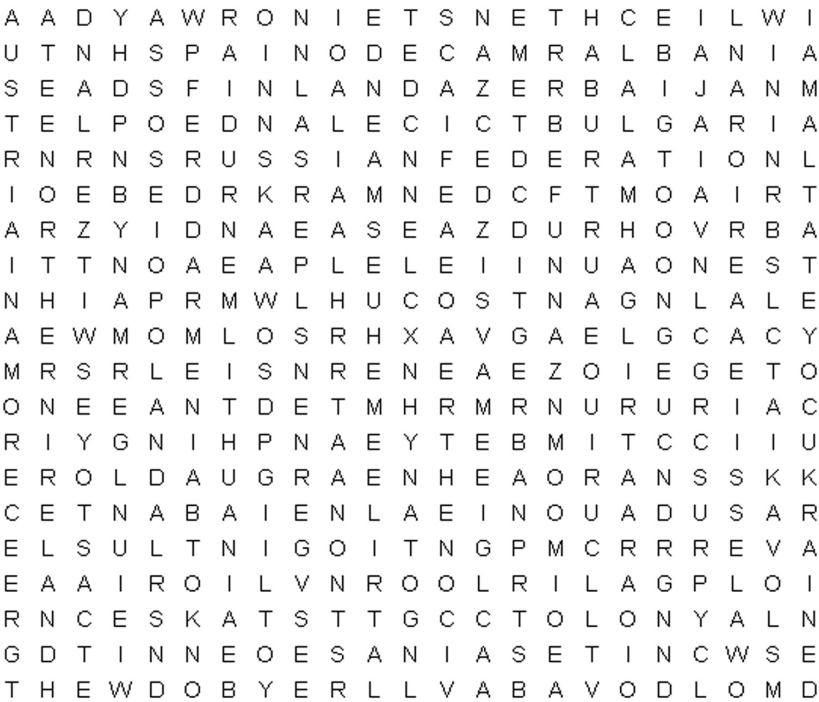 A A D Y A W R O N I E T S N E T H C E I L W I
U T N H S P A I N O D E C A M R A L B A N I A
S E A D S F I N L A N D A Z E R B A I J A N M
T E L P O E D N A L E C I C T B U L G A R I A
R N R N S R U S S I A N F E D E R A T I O N L
I O E B E D R K R A M N E D C F T M O A I R T
A R Z Y I D N A E A S E A Z D U R H O V R B A
I T T N O A E A P L E L E I I N U A O N E S T
N H I A P R M W L H U C O S T N A G N L A L E
A E W M O M L O S R H X A V G A E L G C A C Y
M R S R L E I S N R E N E A E Z O I E G E T O
O N E E A N T D E T M H R M R N U R U R I A C
R I Y G N I H P N A E Y T E B M I T C C I I U
E R O L D A U G R A E N H E A O R A N S S K K
C E T N A B A I E N L A E I N O U A D U S A R
E L S U L T N I G O I T N G P M C R R R E V A
E A A I R O I L V N R O O L R I L A G P L O I
R N C E S K A T S T T G C C T O L O N Y A L N
G D T I N N E O E S A N I A S E T I N C W S E
T H E W D O B Y E R L L V A B A V O D L O M D